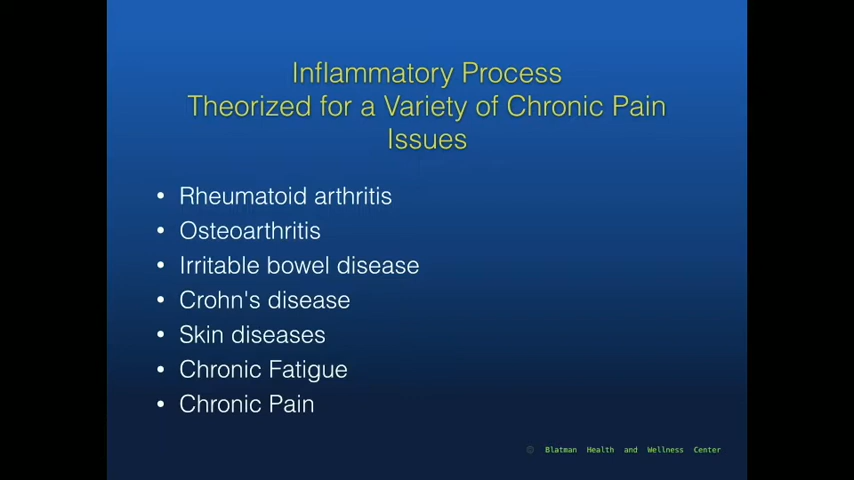 Inflammatory Process
Theorized for a Variety of Chronic Pain
Issues
• Rheumatoid arthritis
• Osteoarthritis
• Irritable bowel disease
• Crohn's disease
• Skin diseases
• Chronic Fatigue
• Chronic Pain
© Blatman Health and Wellness Center